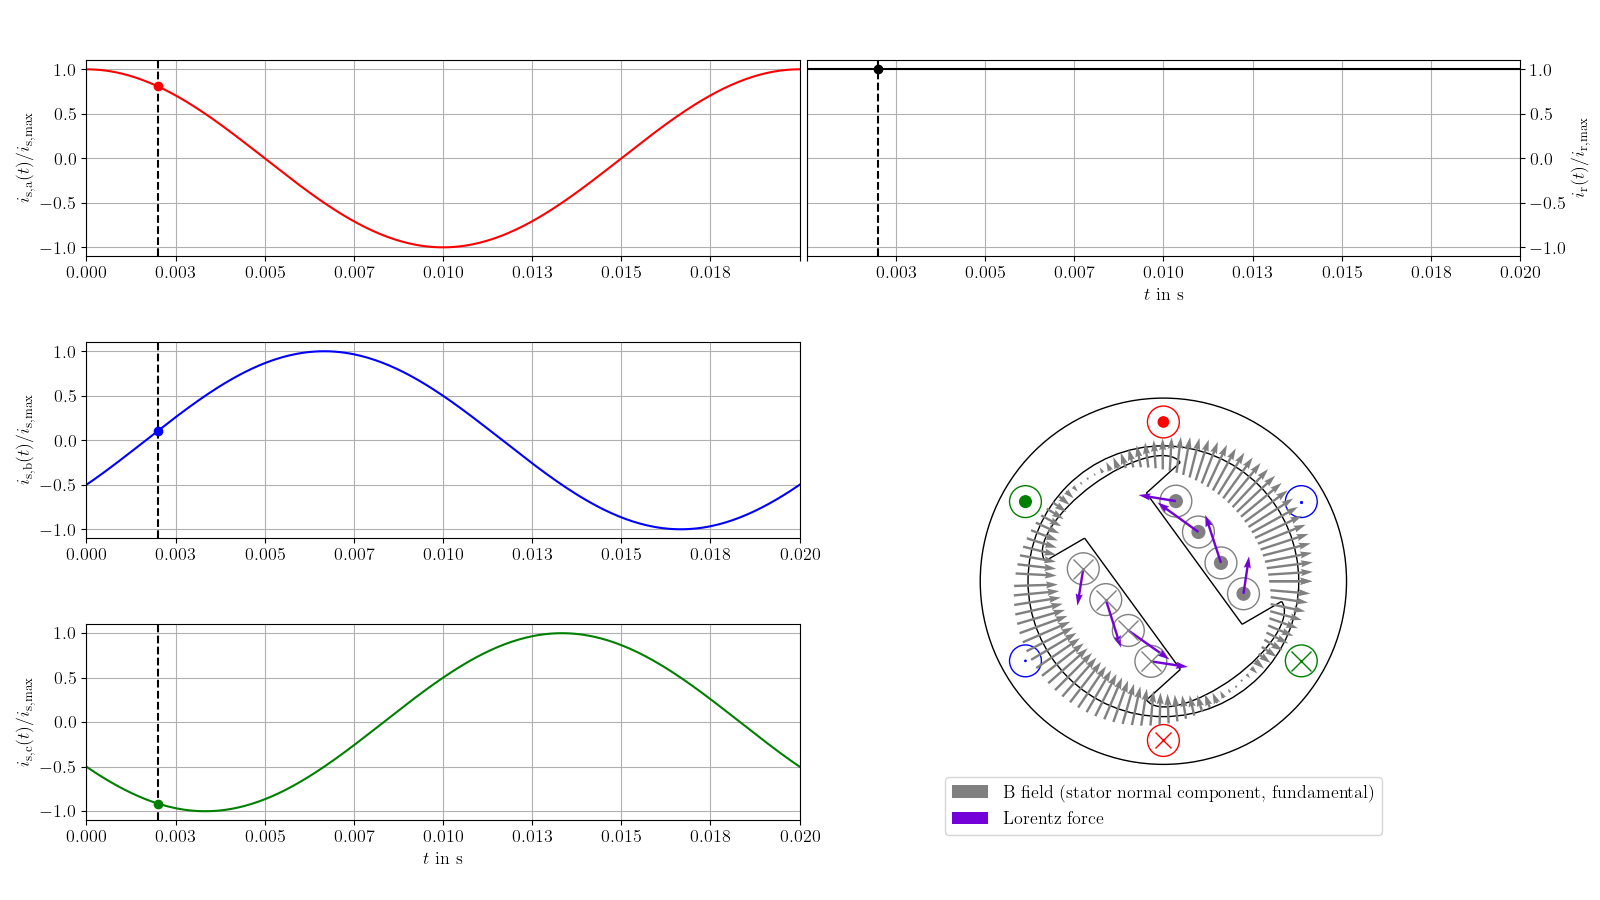 1.0
0.5
0.0
−0.5
−1.0
i_s,a(t)/i_s,max
0.000 0.003 0.005 0.007 0.010 0.013 0.015 0.018
1.0
0.5
0.0
−0.5
−1.0
i_r(t)/i_r,max
0.003 0.005 0.007 0.010 0.013 0.015 0.018 0.020
t in s
1.0
0.5
0.0
−0.5
−1.0
i_s,b(t)/i_s,max
0.000 0.003 0.005 0.007 0.010 0.013 0.015 0.018 0.020
1.0
0.5
0.0
−0.5
−1.0
i_s,c(t)/i_s,max
0.000 0.003 0.005 0.007 0.010 0.013 0.015 0.018 0.020
t in s
B field (stator normal component, fundamental)
Lorentz force